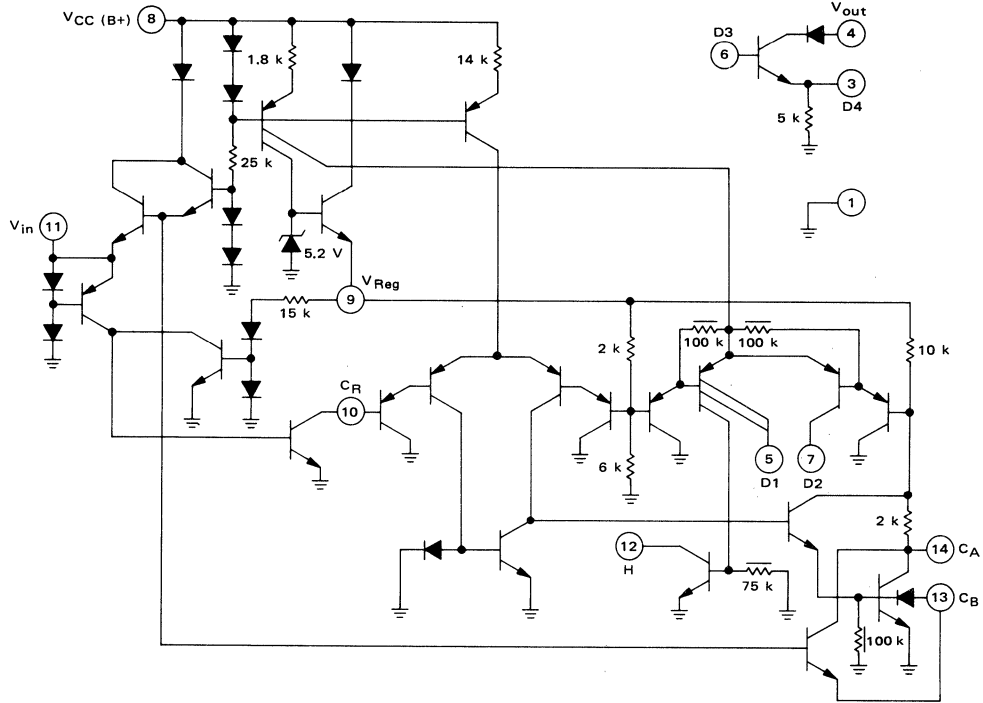 VCC (B+) 8
Vout
4
D3
6
3
D4
5 k
1.8 k
14 k
25 k
1
Vin 11
5.2 V
VReg
9
15 k
2 k
100 k
100 k
10 k
CR
10
6 k
5
D1
7
D2
2 k
12
H
75 k
14 CA
13 CB
100 k